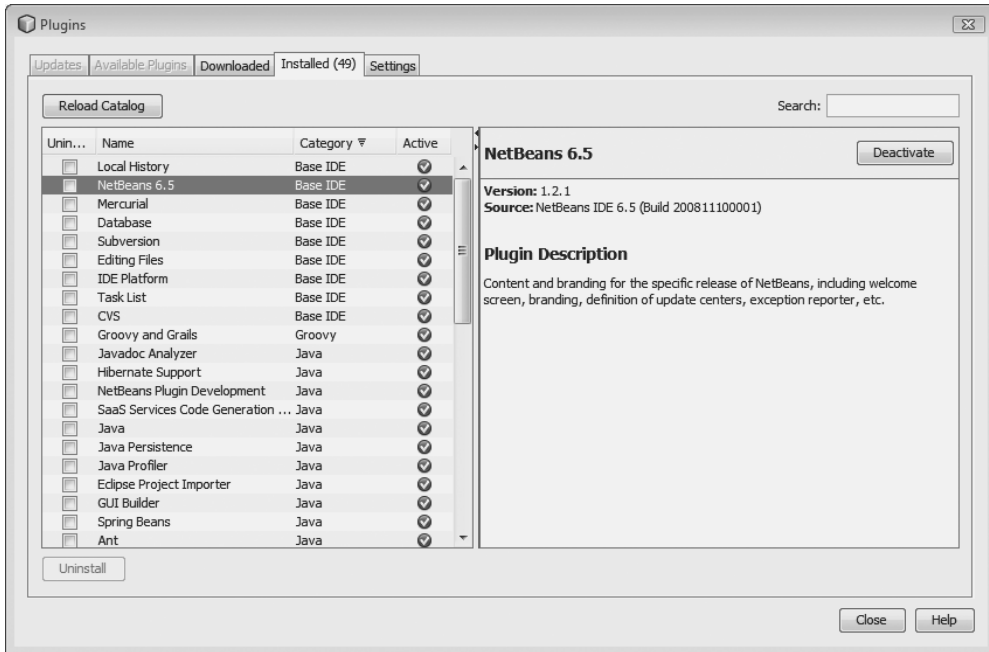 Plugins
Updates Available Plugins Downloaded Installed (49) Settings
Reload Catalog Search:
Unin... Name Category Active
Local History Base IDE
NetBeans 6.5 Base IDE
Mercurial Base IDE
Database Base IDE
Subversion Base IDE
Editing Files Base IDE
IDE Platform Base IDE
Task List Base IDE
CVS Base IDE
Groovy and Grails Groovy
Javadoc Analyzer Java
Hibernate Support Java
NetBeans Plugin Development Java
SaaS Services Code Generation ... Java
Java Java
Java Persistence Java
Java Profiler Java
Eclipse Project Importer Java
GUI Builder Java
Spring Beans Java
Ant Java
NetBeans 6.5 Deactivate
Version: 1.2.1
Source: NetBeans IDE 6.5 (Build 200811100001)
Plugin Description
Content and branding for the specific release of NetBeans, including welcome
screen, branding, definition of update centers, exception reporter, etc.
Uninstall
Close Help